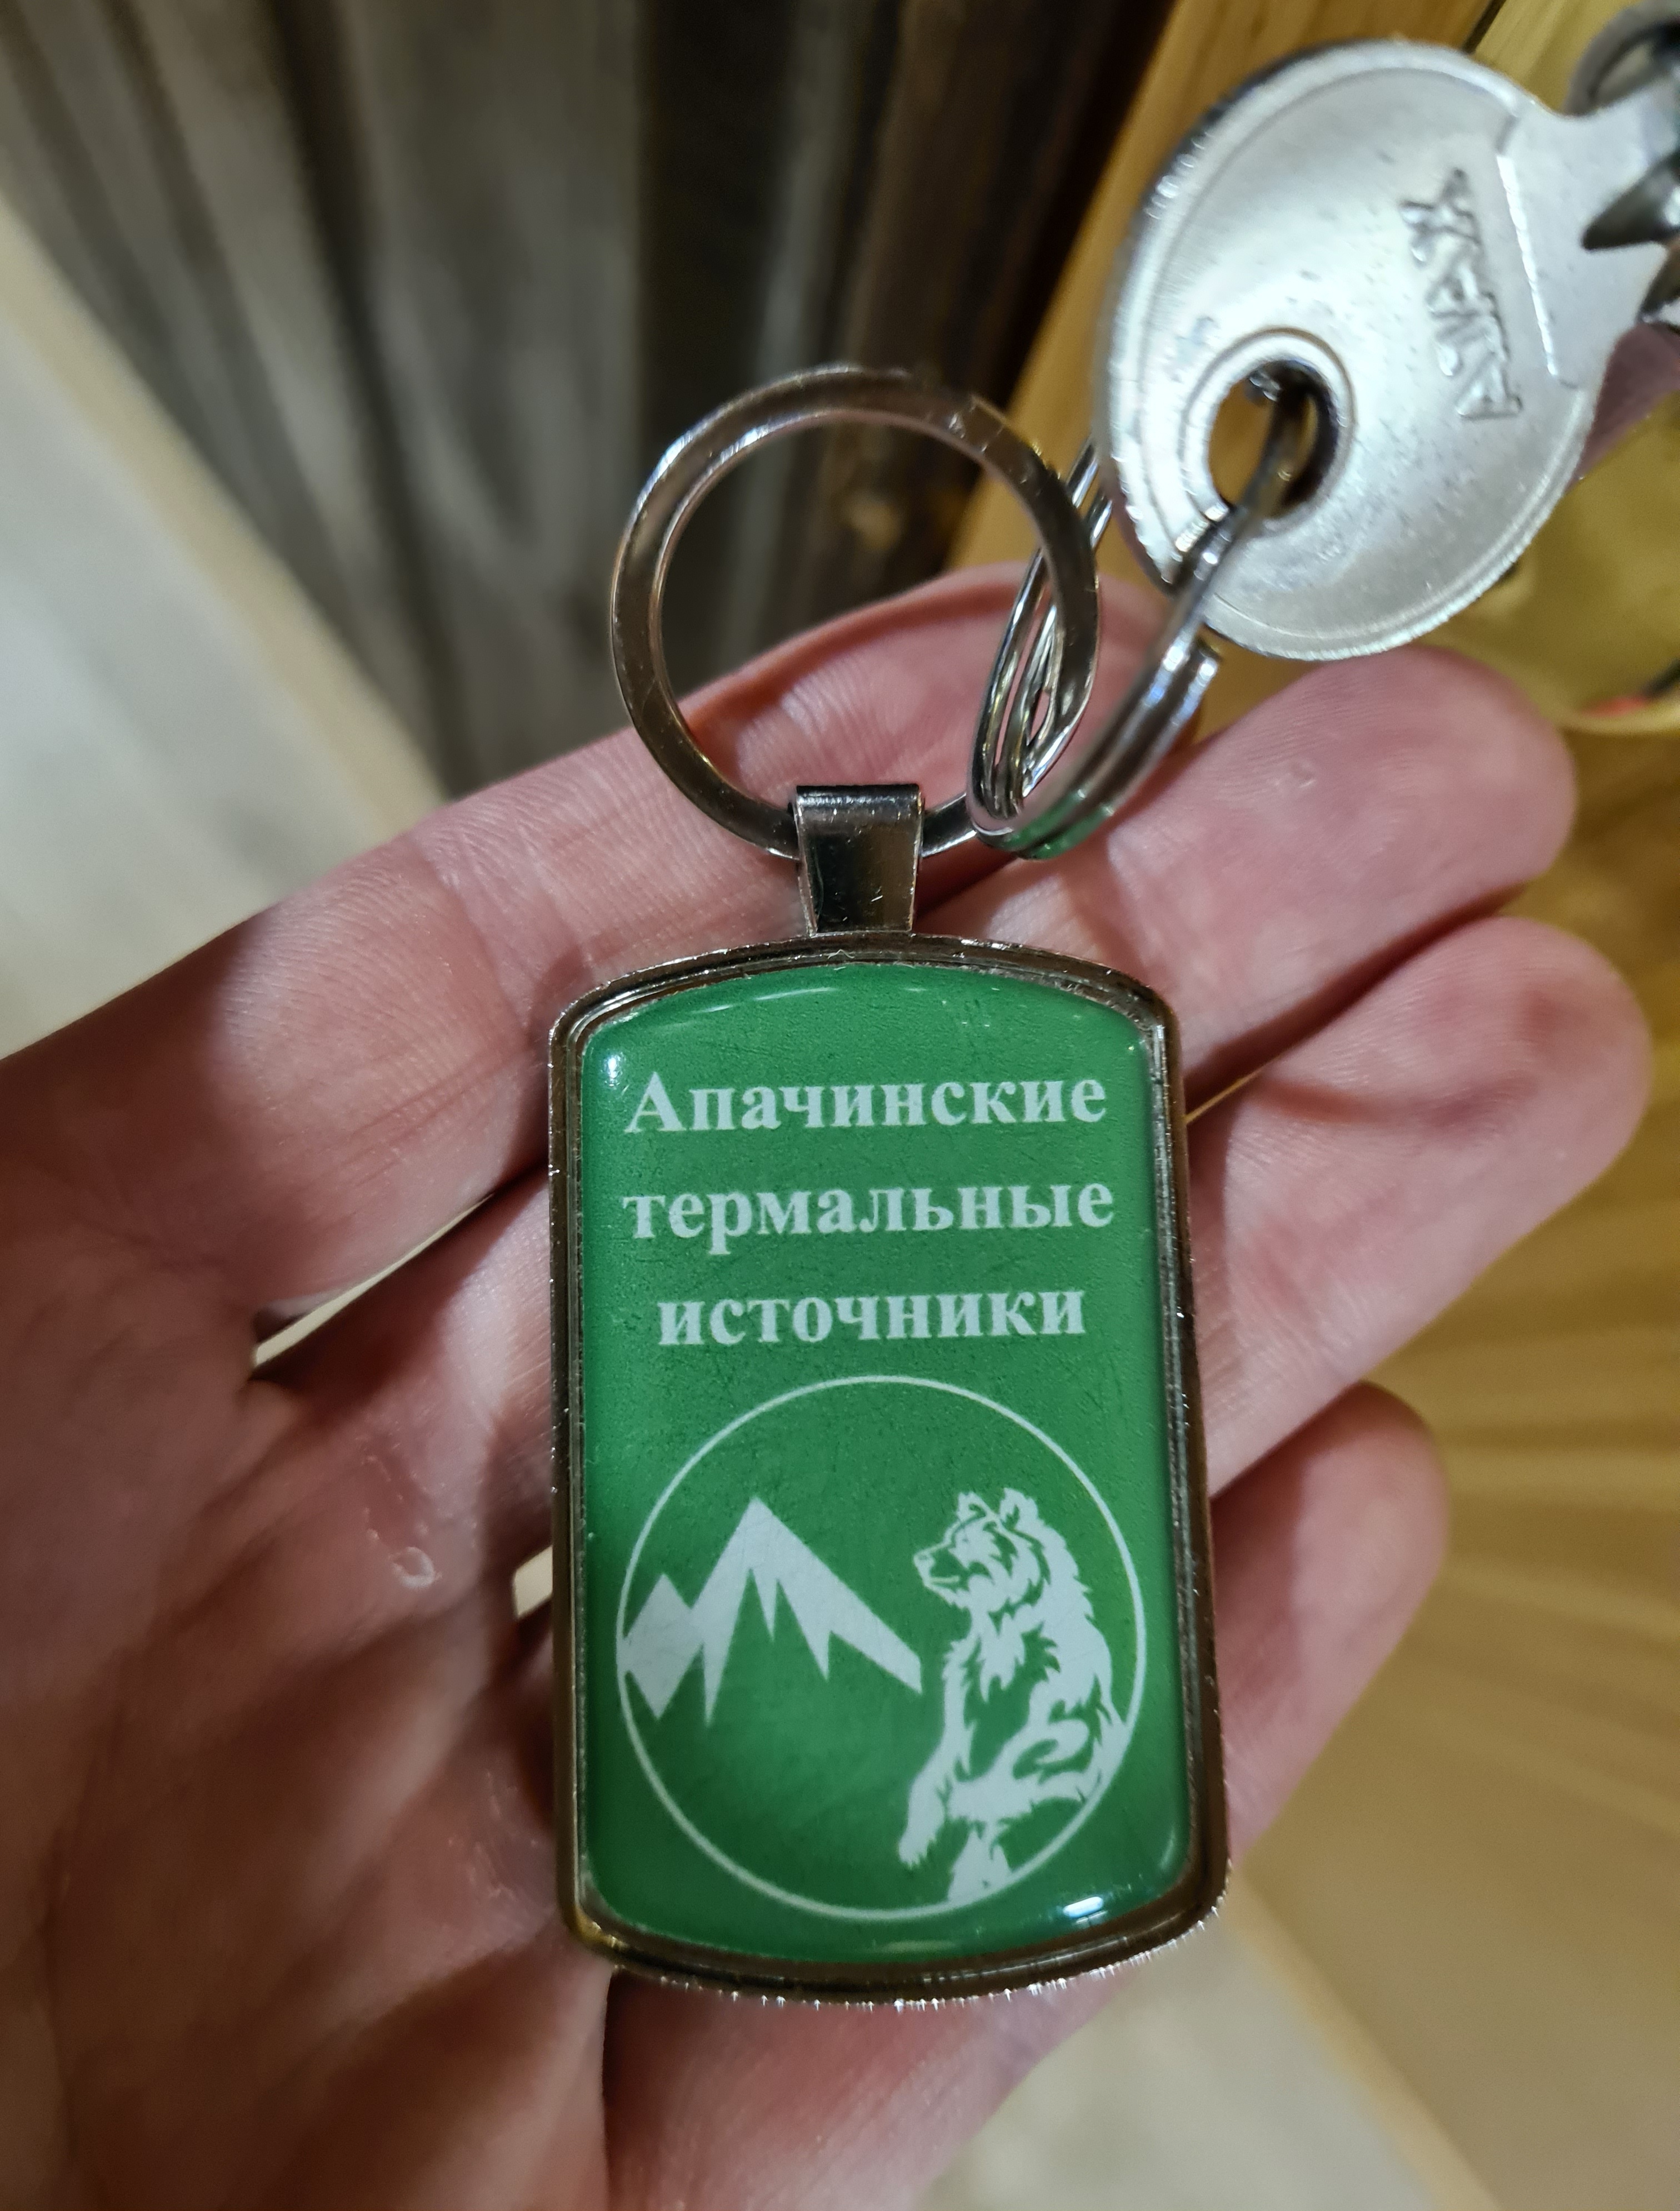 Апачинские
термальные
источники